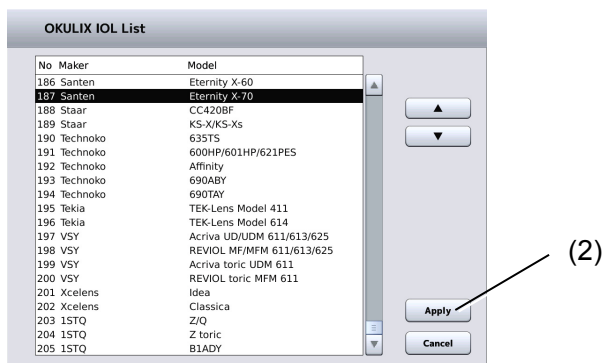 OKULIX IOL List
No Maker Model
186 Santen Eternity X-60
187 Santen Eternity X-70
188 Staar CC420BF
189 Staar KS-X/KS-Xs
190 Technoko 635TS
191 Technoko 600HP/601HP/621PES
192 Technoko Affinity
193 Technoko 690ABY
194 Technoko 690TAY
195 Tekia TEK-Lens Model 411
196 Tekia TEK-Lens Model 614
197 VSY Acriva UD/UDM 611/613/625
198 VSY REVIOL MF/MFM 611/613/625
199 VSY Acriva toric UDM 611
200 VSY REVIOL toric MFM 611
201 Xcelens Idea
202 Xcelens Classica
203 1STQ Z/Q
204 1STQ Z toric
205 1STQ B1ADY
Apply
Cancel
(2)